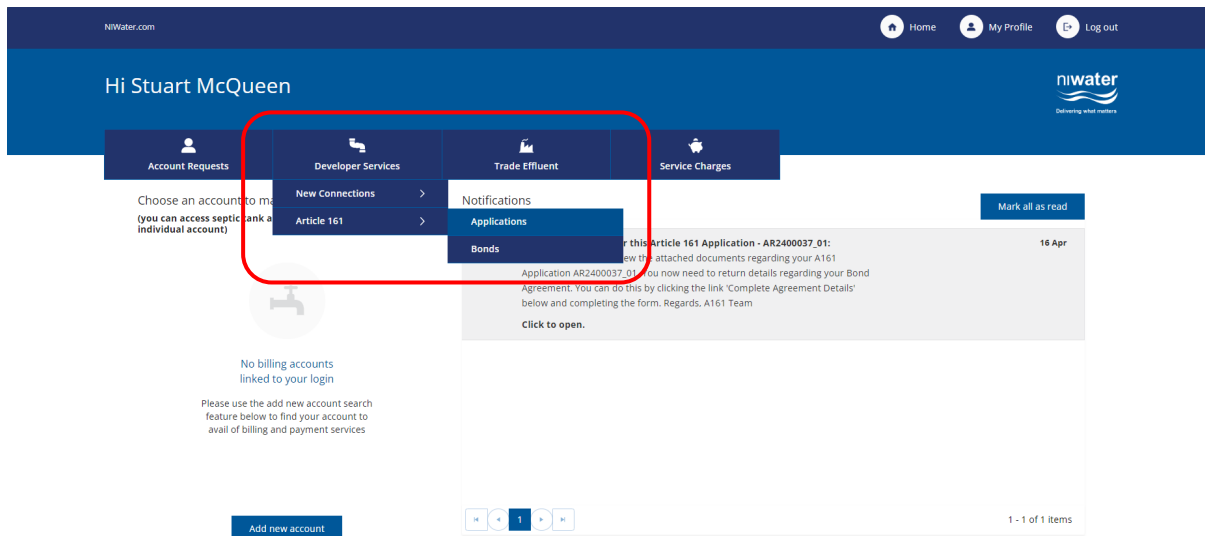 NIWater.com
Home
My Profile
Log out
Hi Stuart McQueen
niwater
Delivering what matters
Account Requests
Developer Services
Trade Effluent
Service Charges
New Connections
Article 161
Applications
Bonds
Choose an account to ma
(you can access septic tank a
individual account)
No billing accounts
linked to your login
Please use the add new account search
feature below to find your account to
avail of billing and payment services
Add new account
Notifications
Mark all as read
r this Article 161 Application - AR2400037_01:
16 Apr
ew the attached documents regarding your A161
Application AR2400037_01. You now need to return details regarding your Bond
Agreement. You can do this by clicking the link 'Complete Agreement Details'
below and completing the form. Regards, A161 Team
Click to open.
1
1 - 1 of 1 items